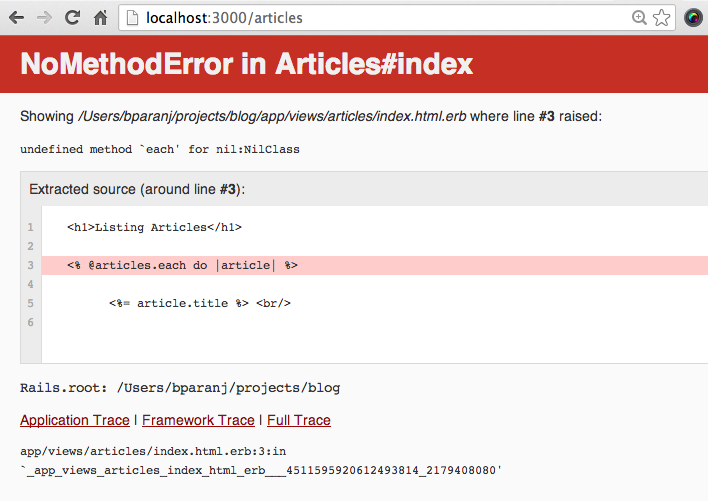 localhost:3000/articles
NoMethodError in Articles#index
Showing /Users/bparanj/projects/blog/app/views/articles/index.html.erb where line #3 raised:
undefined method `each' for nil:NilClass
Extracted source (around line #3):
1 <h1>Listing Articles</h1>
2
3 <% @articles.each do |article| %>
4
5 <%= article.title %> <br/>
6
Rails.root: /Users/bparanj/projects/blog
Application Trace | Framework Trace | Full Trace
app/views/articles/index.html.erb:3:in
`_app_views_articles_index_html_erb___4511595920612493814_2179408080'